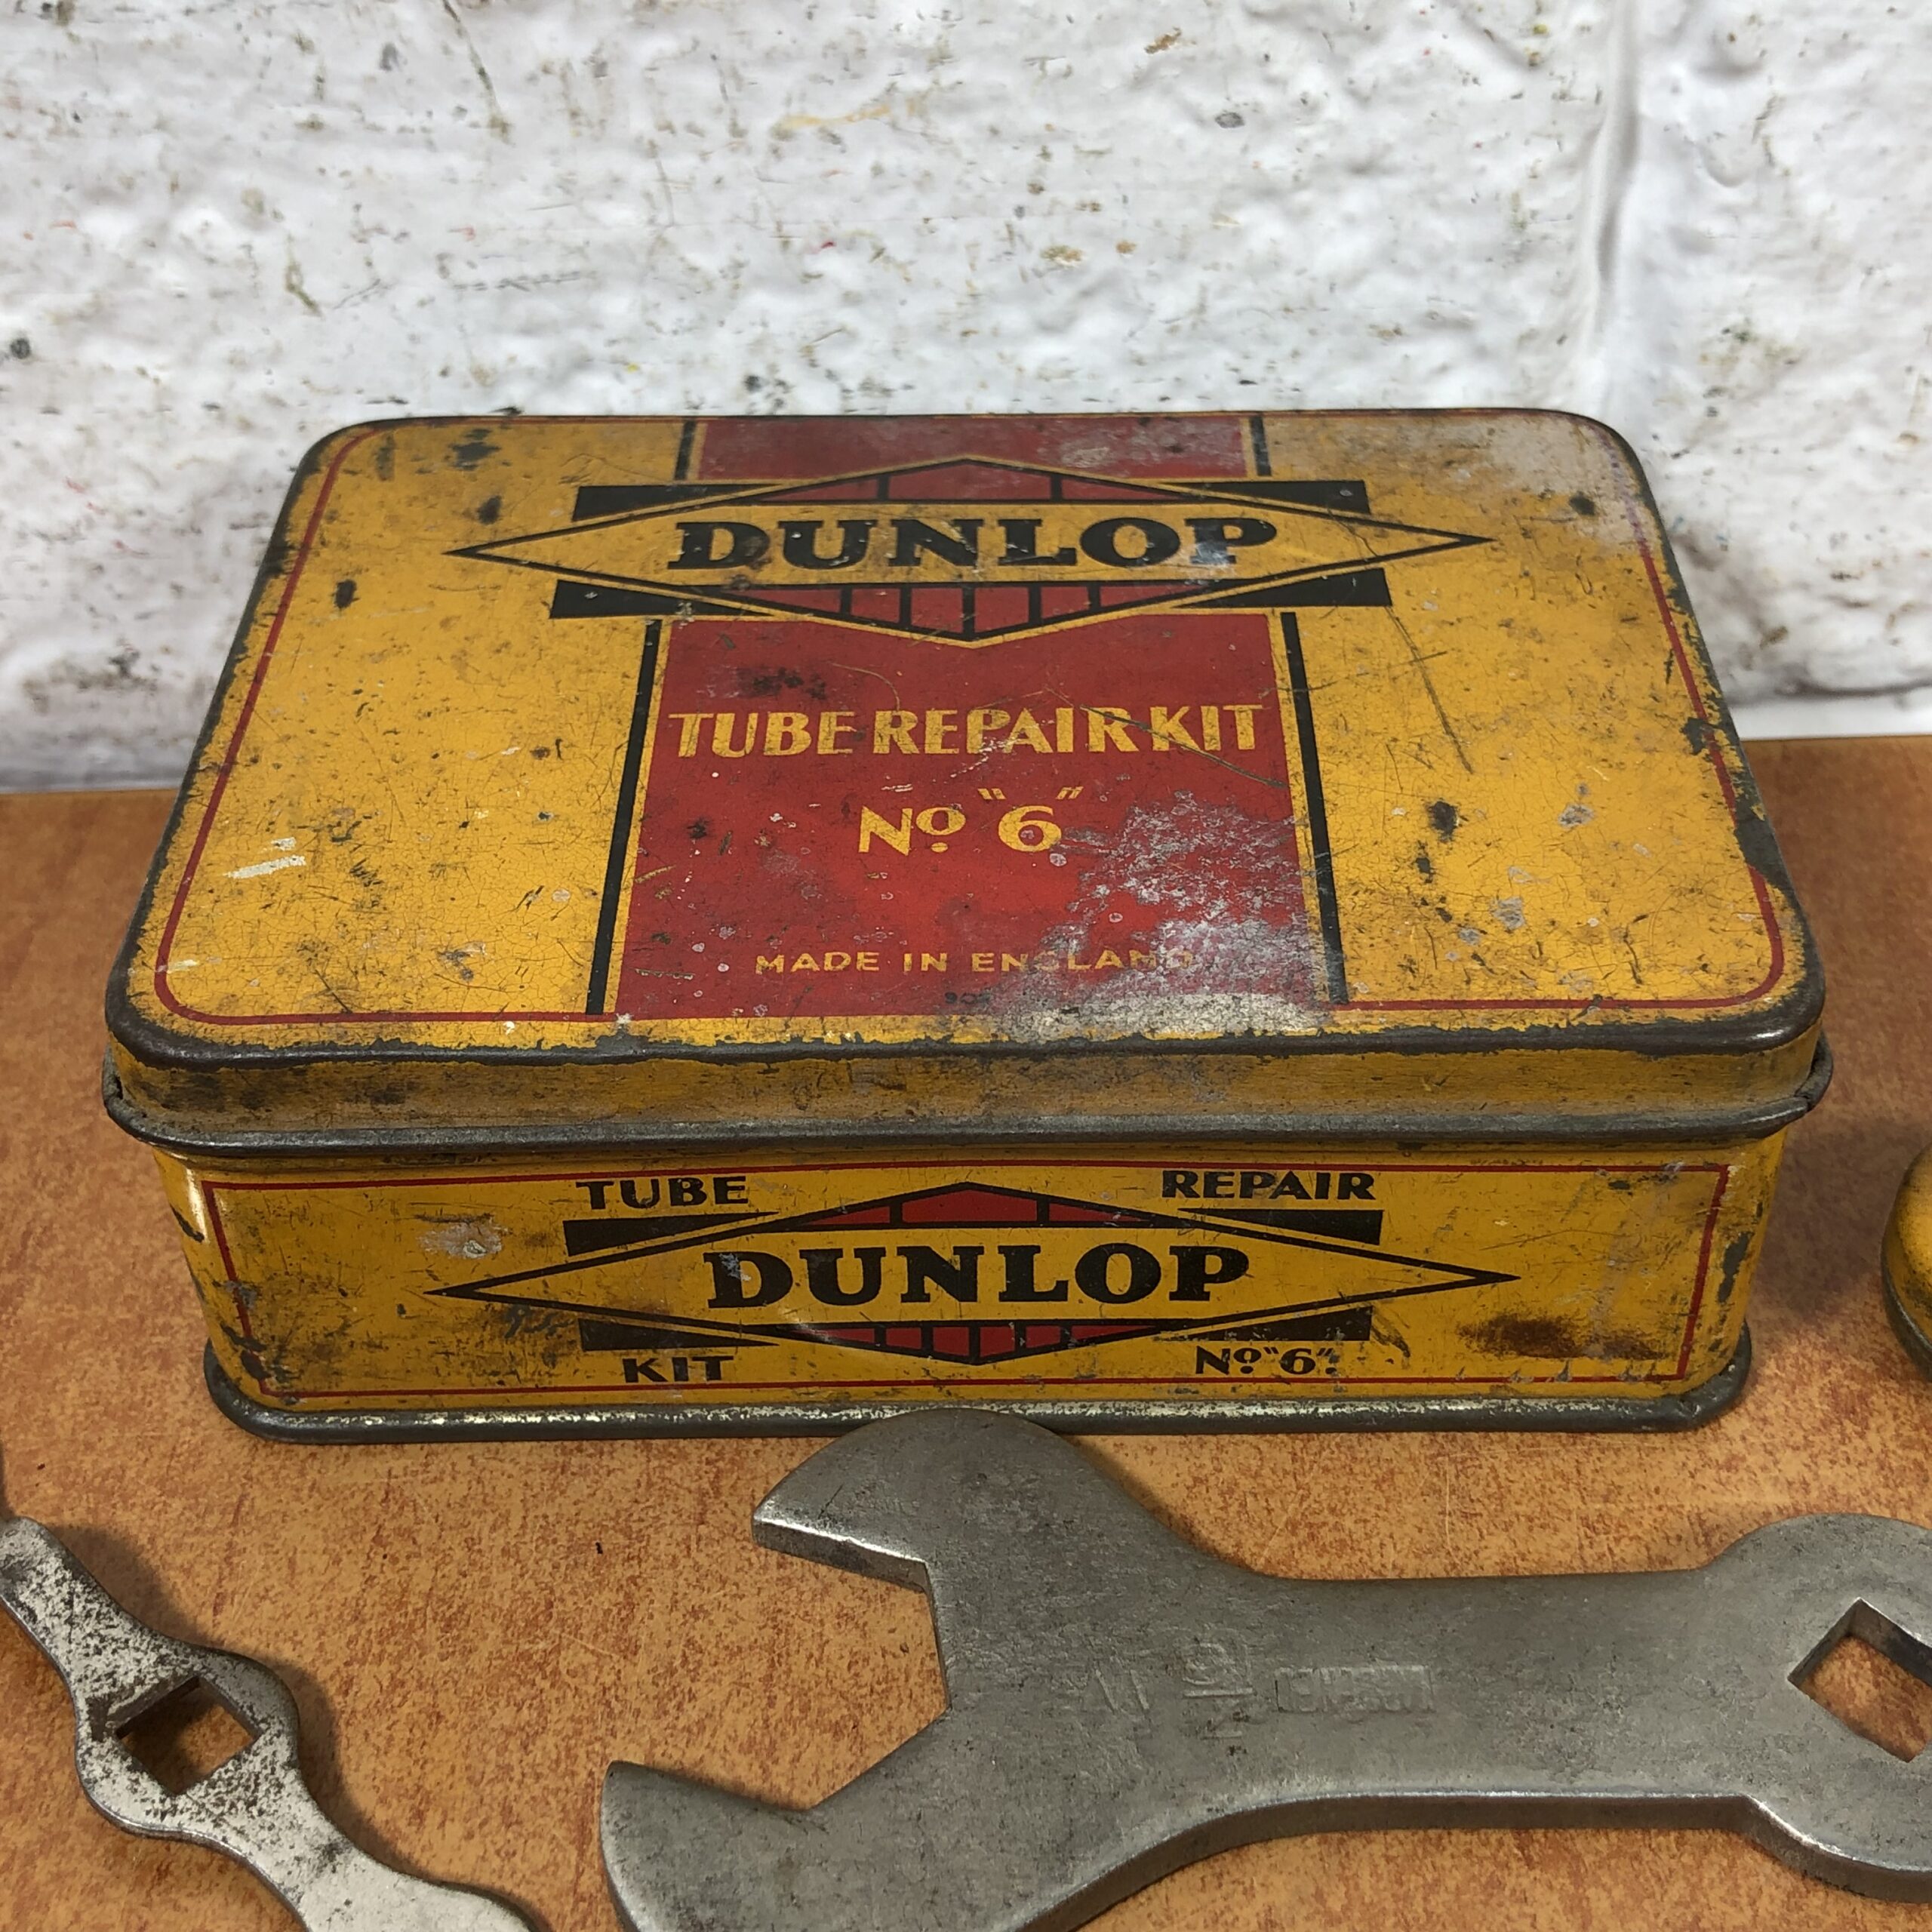 DUNLOP
TUBE REPAIR KIT
Nº "6"
MADE IN ENGLAND
TUBE REPAIR
DUNLOP
KIT Nº "6"